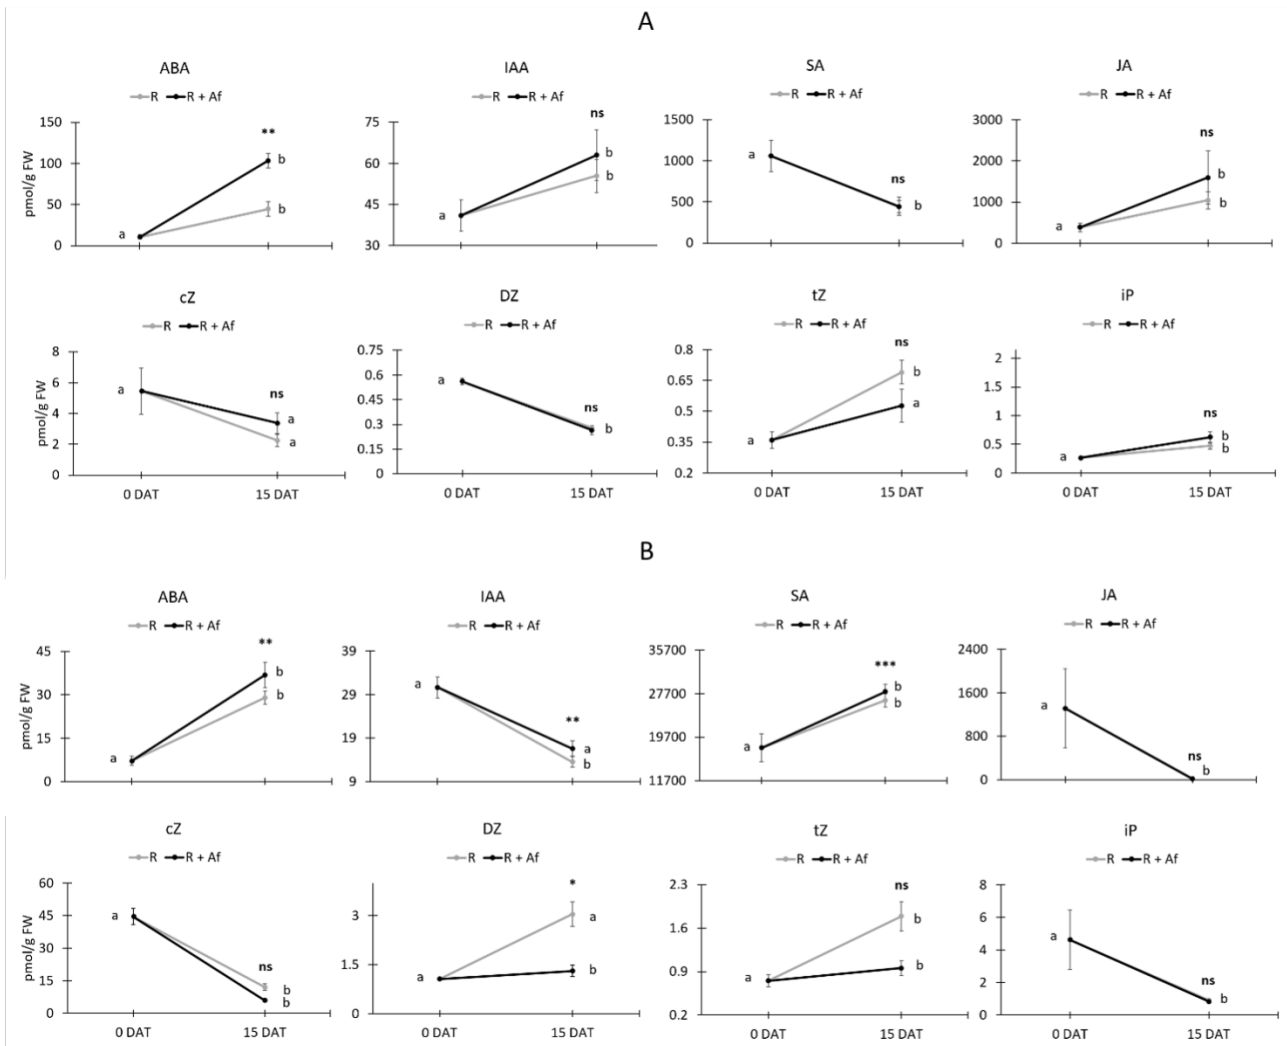 A
ABA IAA SA JA
R R + Af R R + Af R R + Af R R + Af
150 ** 75 ns 1500 3000 ns
100 b 60 b 1000 a 2000 b
pmol/g FW 50 b 45 a b 500 ns b 1000 a b
0 a 30 0 0
cZ DZ tZ iP
R R + Af R R + Af R R + Af R R + Af
8 0.75 0.8 ns 2
6 a 0.6 a 0.65 b 1.5
4 ns a 0.45 0.5 a 1 ns
pmol/g FW 2 a 0.3 ns b 0.35 a 0.5 a b b
0 0.15 0 0.2 0
0 DAT 15 DAT 0 DAT 15 DAT 0 DAT 15 DAT 0 DAT 15 DAT
B
ABA IAA SA JA
R R + Af R R + Af R R + Af R R + Af
45 ** 39 35700 *** 2400
30 b b 29 a 27700 b b 1600 a
pmol/g FW 15 a 19 ** a b 19700 a 800 ns b
0 9 11700 0
cZ DZ tZ iP
R R + Af R R + Af R R + Af R R + Af
60 * 2.3 ns 8
45 a 3 a 1.6 b 6 a
30 1.5 a b 0.9 a b 4
pmol/g FW 15 ns b b 2 ns b
0 0 0.2 0
0 DAT 15 DAT 0 DAT 15 DAT 0 DAT 15 DAT 0 DAT 15 DAT